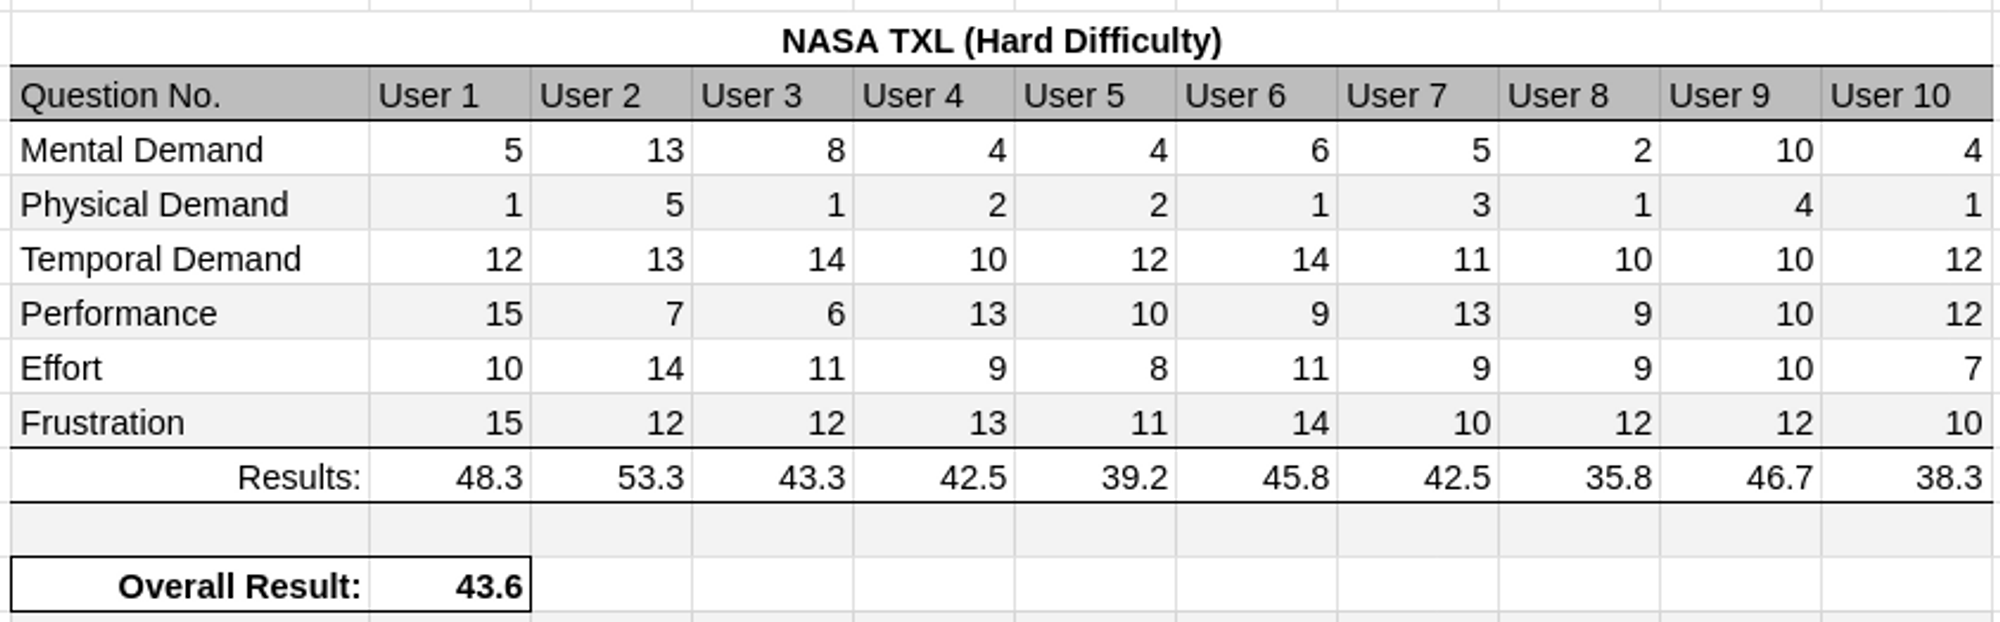 NASA TXL (Hard Difficulty)
Question No. User 1 User 2 User 3 User 4 User 5 User 6 User 7 User 8 User 9 User 10
Mental Demand 5 13 8 4 4 6 5 2 10 4
Physical Demand 1 5 1 2 2 1 3 1 4 1
Temporal Demand 12 13 14 10 12 14 11 10 10 12
Performance 15 7 6 13 10 9 13 9 10 12
Effort 10 14 11 9 8 11 9 9 10 7
Frustration 15 12 12 13 11 14 10 12 12 10
Results: 48.3 53.3 43.3 42.5 39.2 45.8 42.5 35.8 46.7 38.3
Overall Result: 43.6